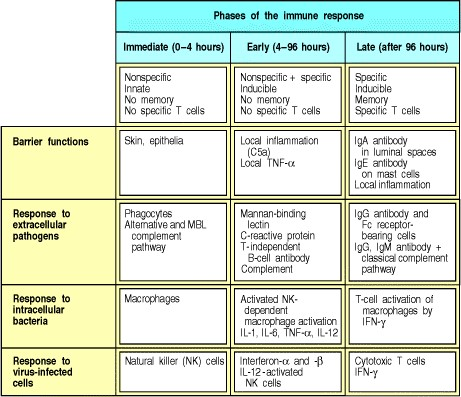 Phases of the immune response
Immediate (0–4 hours)
Early (4–96 hours)
Late (after 96 hours)
Nonspecific
Innate
No memory
No specific T cells
Nonspecific + specific
Inducible
No memory
No specific T cells
Specific
Inducible
Memory
Specific T cells
Barrier functions
Skin, epithelia
Local inflammation
(C5a)
Local TNF-α
IgA antibody
in luminal spaces
IgE antibody
on mast cells
Local inflammation
Response to
extracellular
pathogens
Phagocytes
Alternative and MBL
complement
pathway
Mannan-binding
lectin
C-reactive protein
T-independent
B-cell antibody
Complement
IgG antibody and
Fc receptor-
bearing cells
IgG, IgM antibody +
classical complement
pathway
Response to
intracellular
bacteria
Macrophages
Activated NK-
dependent
macrophage activation
IL-1, IL-6, TNF-α, IL-12
T-cell activation of
macrophages by
IFN-γ
Response to
virus-infected
cells
Natural killer (NK) cells
Interferon-α and -β
IL-12-activated
NK cells
Cytotoxic T cells
IFN-γ